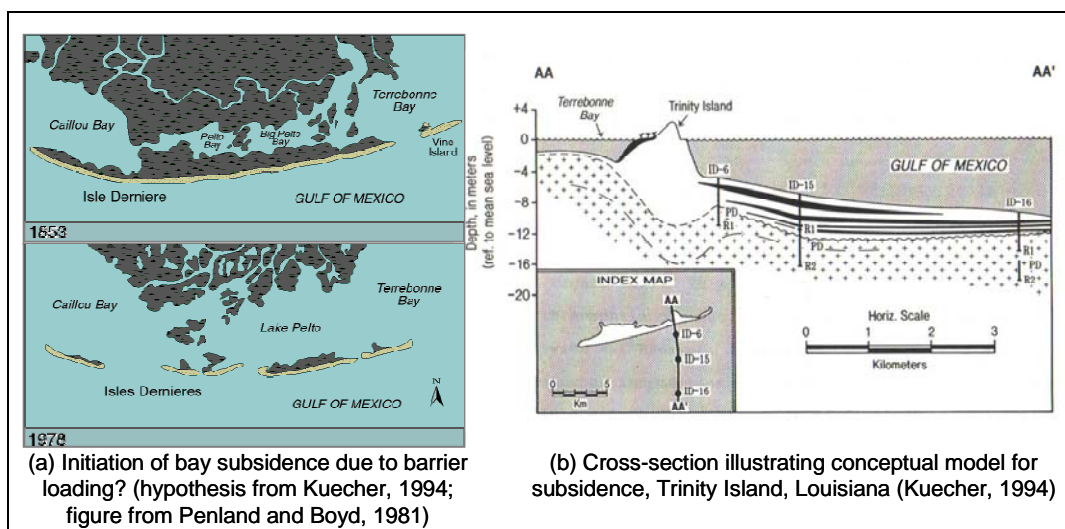 Caillou Bay
Terrebonne
Bay
Pelto
Bay
Big Pelto
Bay
Vine
Island
Isle Derniere
GULF OF MEXICO
1853
Caillou Bay
Terrebonne
Bay
Lake Pelto
Isles Dernieres
N
GULF OF MEXICO
1978
(a) Initiation of bay subsidence due to barrier
loading? (hypothesis from Kuecher, 1994;
figure from Penland and Boyd, 1981)
AA
AA'
Terrebonne
Bay
Trinity Island
+4
0
-4
-8
-12
-16
-20
Depth, in meters
(ref. to mean sea level)
GULF OF MEXICO
ID-6
ID-15
ID-16
PD
R1
R1
PD
R2
R1
PD
R2
INDEX MAP
AA
ID-6
ID-15
ID-16
AA'
0 5
Km
Horiz. Scale
0 1 2 3
Kilometers
(b) Cross-section illustrating conceptual model for
subsidence, Trinity Island, Louisiana (Kuecher, 1994)